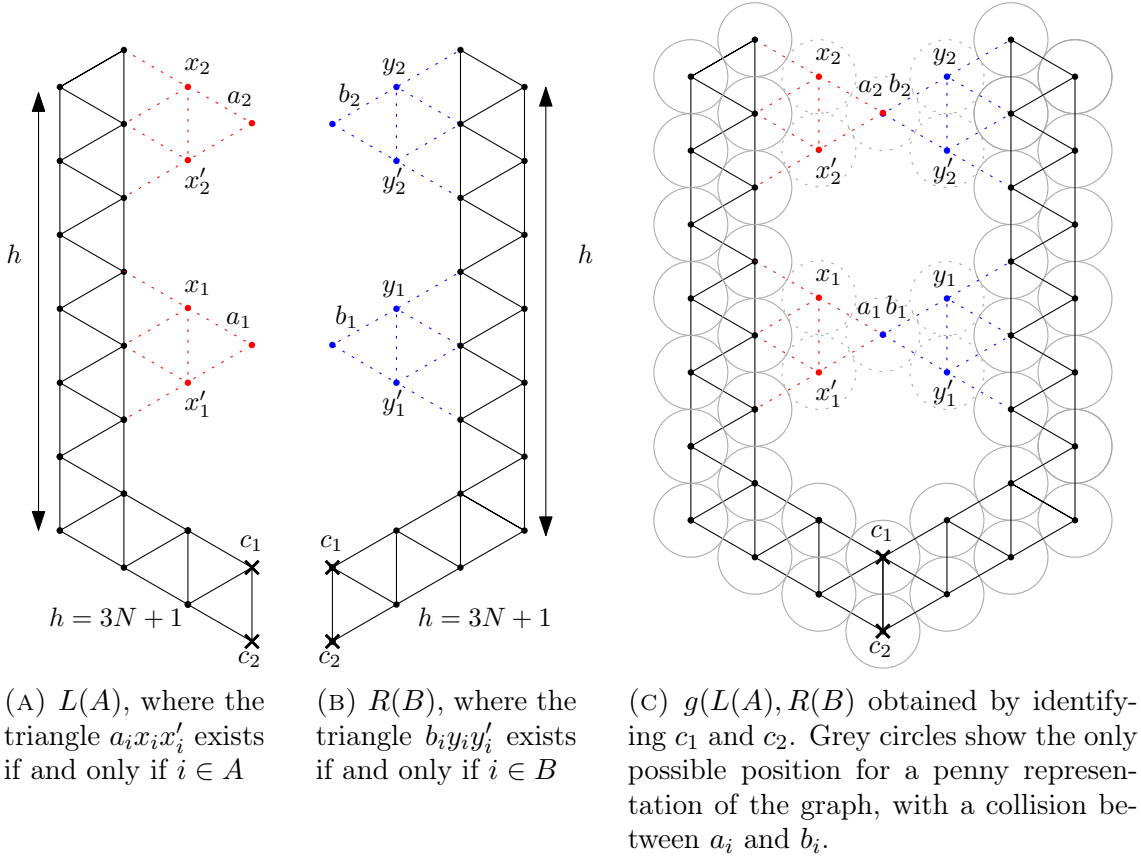 x₂
a₂
x′₂
h
x₁
a₁
x′₁
c₁
h = 3N + 1
c₂
y₂
b₂
y′₂
h
y₁
b₁
y′₁
c₁
h = 3N + 1
c₂
x₂
y₂
a₂ b₂
x′₂
y′₂
x₁
y₁
a₁ b₁
x′₁
y′₁
c₁
c₂
(A) L(A), where the
triangle aᵢxᵢx′ᵢ exists
if and only if i ∈ A
(B) R(B), where the
triangle bᵢyᵢy′ᵢ exists
if and only if i ∈ B
(C) g(L(A), R(B) obtained by identify-
ing c₁ and c₂. Grey circles show the only
possible position for a penny represen-
tation of the graph, with a collision be-
tween aᵢ and bᵢ.